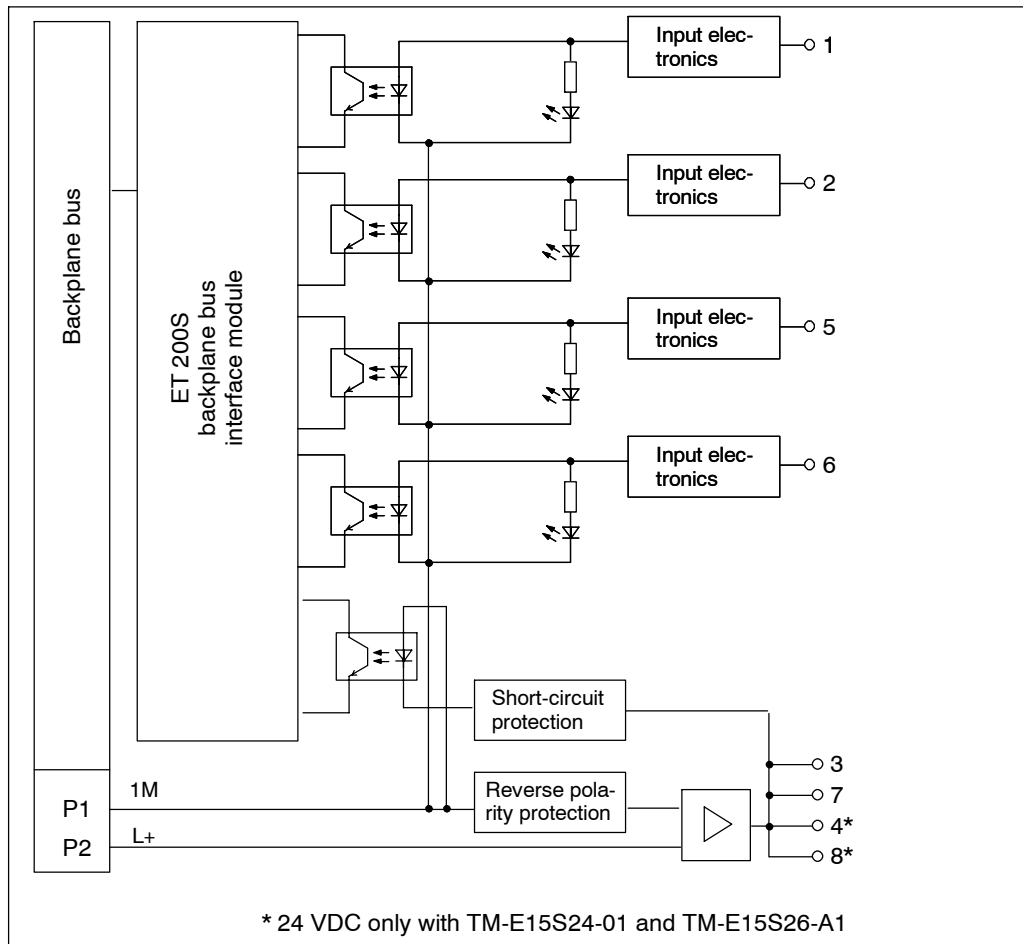 Backplane bus
ET 200S
backplane bus
interface module
Input elec-
tronics
1
Input elec-
tronics
2
Input elec-
tronics
5
Input elec-
tronics
6
Short-circuit
protection
3
7
4*
8*
Reverse pola-
rity protection
P1
1M
P2
L+
* 24 VDC only with TM-E15S24-01 and TM-E15S26-A1